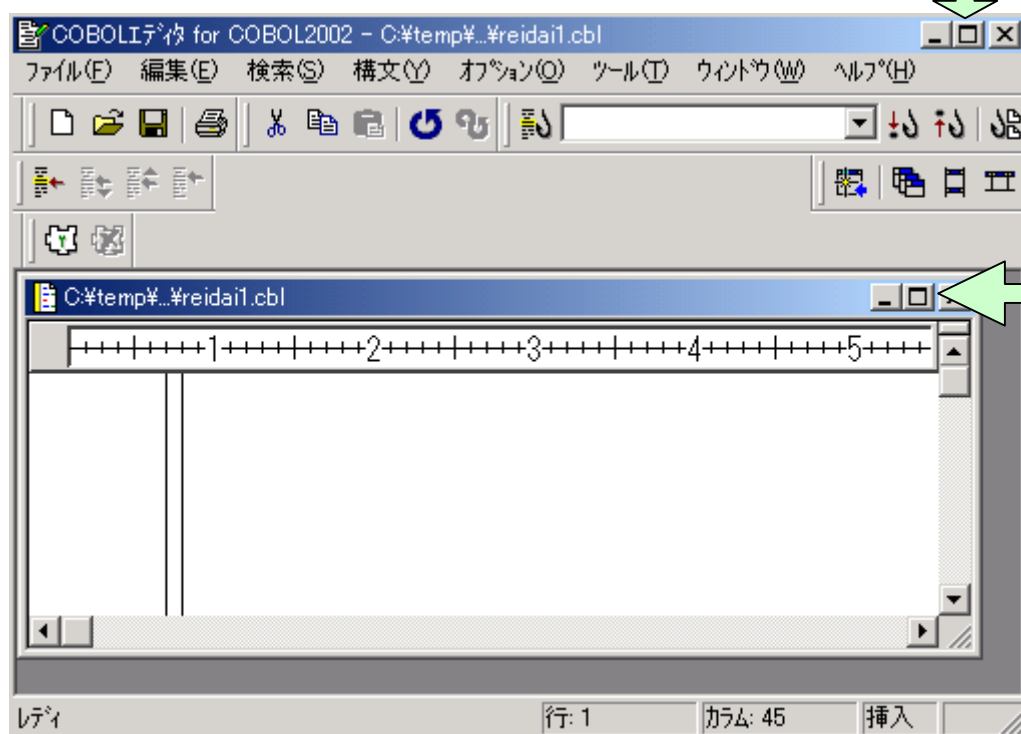 COBOLｴﾃﾞｨﾀ for COBOL2002 - C:¥temp¥...¥reidai1.cbl
ﾌｧｲﾙ(F) 編集(E) 検索(S) 構文(Y) ｵﾌﾟｼｮﾝ(O) ﾂｰﾙ(T) ｳｨﾝﾄﾞｳ(W) ﾍﾙﾌﾟ(H)
C:¥temp¥...¥reidai1.cbl
++++|++++1++++|++++2++++|++++3++++|++++4++++|++++5++++
ﾚﾃﾞｨ 行: 1 ｶﾗﾑ: 45 挿入